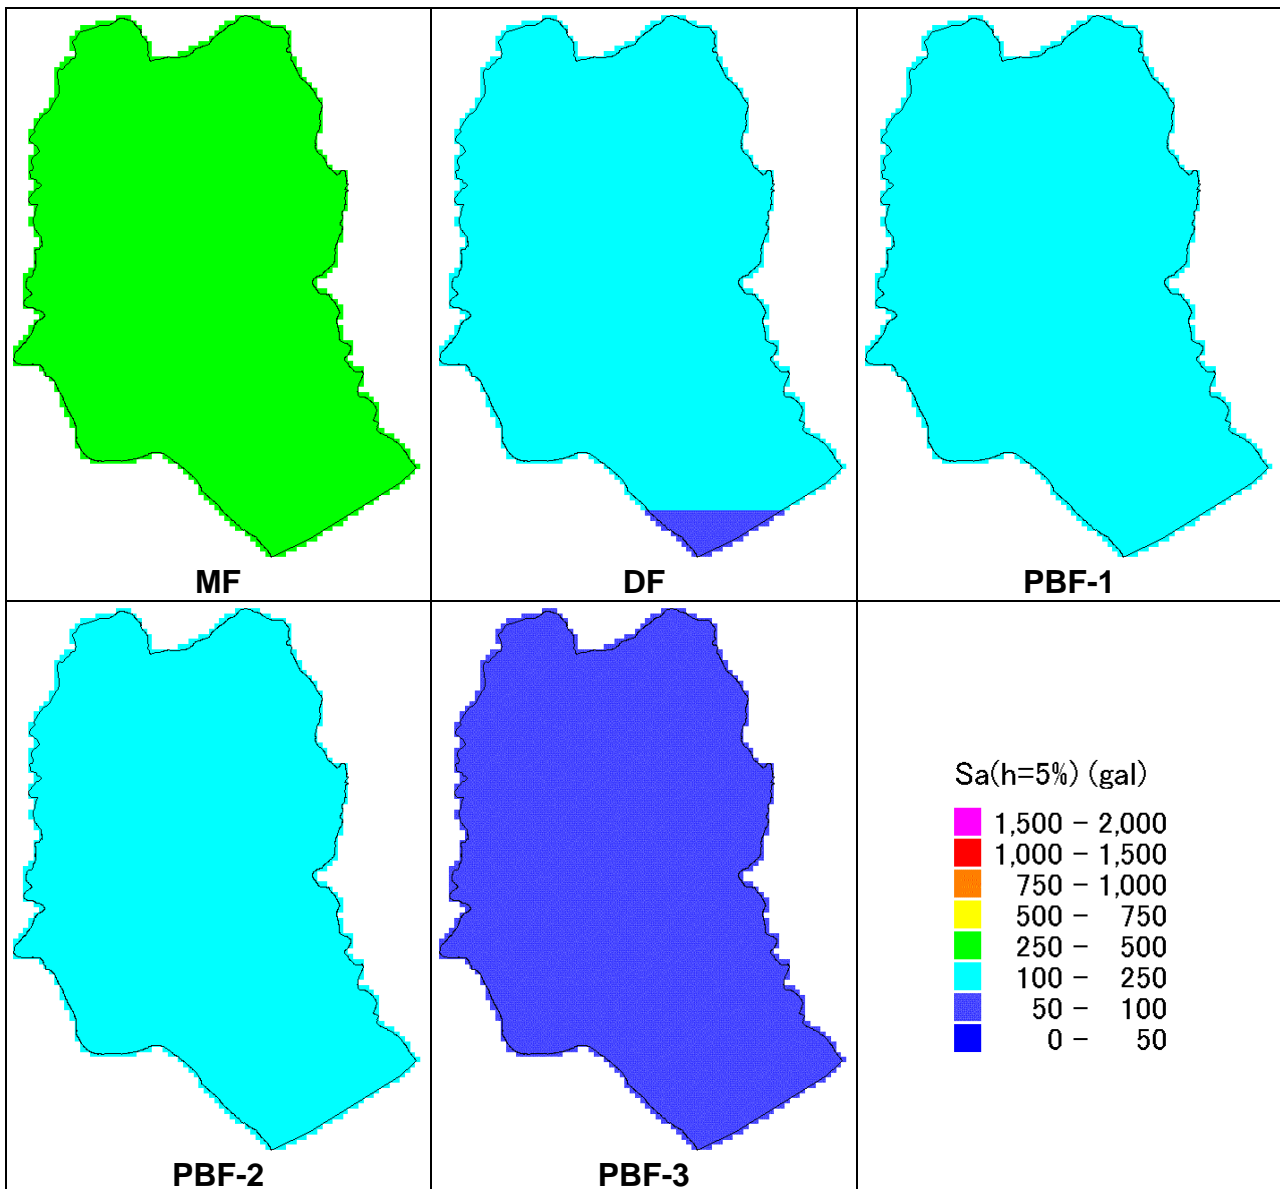 MF
DF
PBF-1
PBF-2
PBF-3
Sa(h=5%) (gal)
1,500 - 2,000
1,000 - 1,500
750 - 1,000
500 - 750
250 - 500
100 - 250
50 - 100
0 - 50